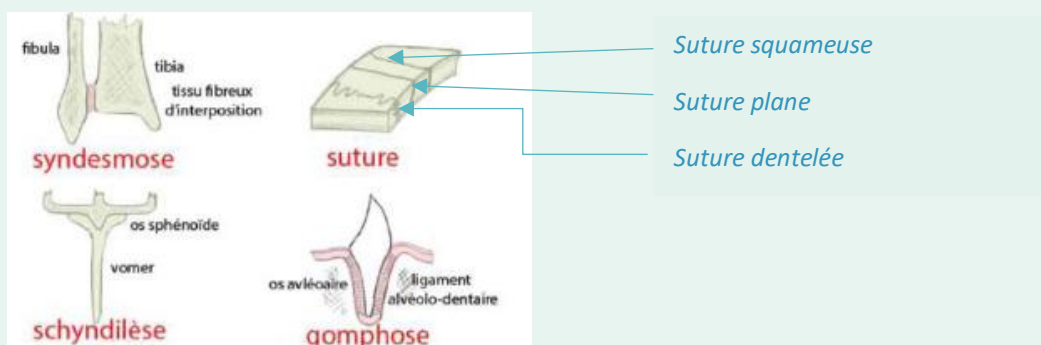 fibula
tibia
tissu fibreux
d'interposition
syndesmose
suture
Suture squameuse
Suture plane
Suture dentelée
os sphénoïde
vomer
schyndilèse
os avléoaire
ligament
alvéolo-dentaire
gomphose